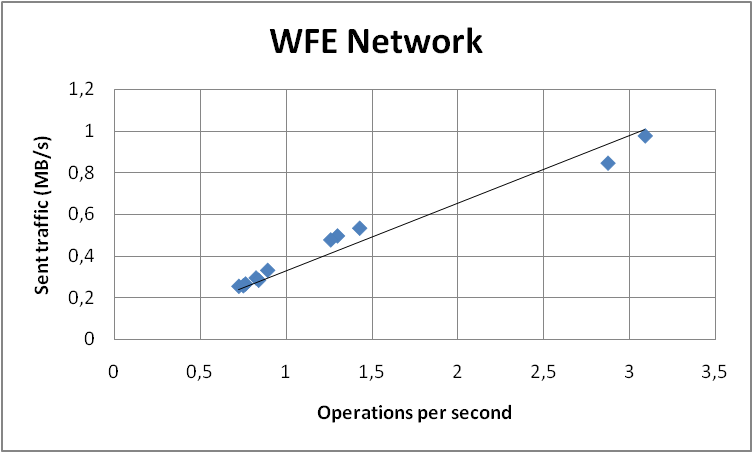 WFE Network
Sent traffic (MB/s)
1,2
1
0,8
0,6
0,4
0,2
0
0 0,5 1 1,5 2 2,5 3 3,5
Operations per second